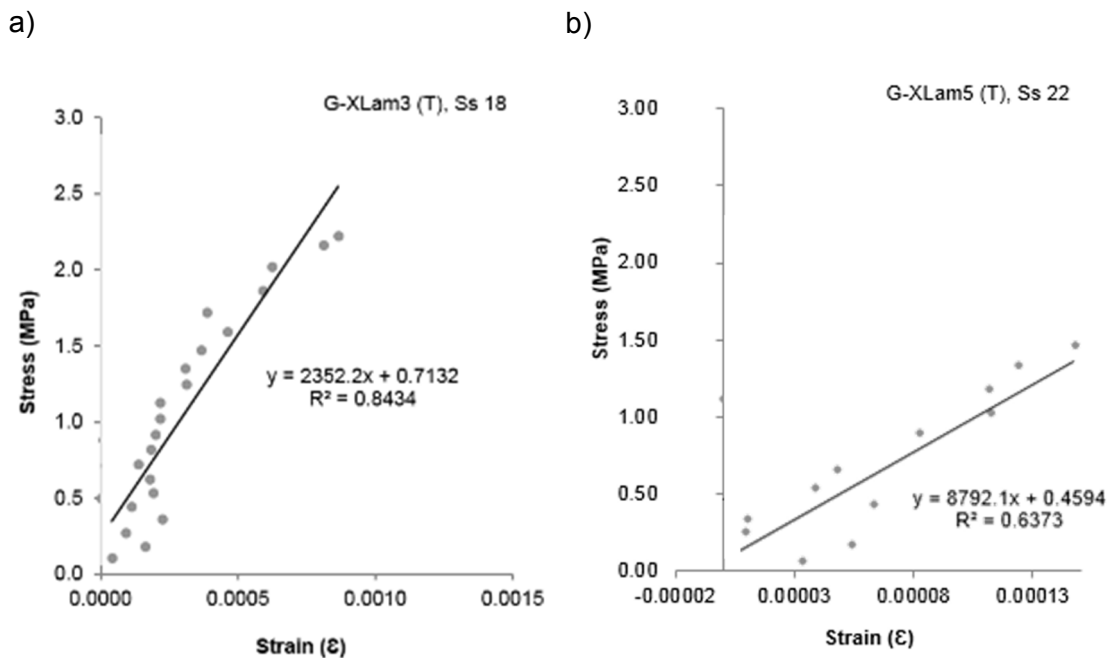 a)
b)
G-XLam3 (T), Ss 18
3.0
2.5
2.0
1.5
1.0
0.5
0.0
Stress (MPa)
y = 2352.2x + 0.7132
R² = 0.8434
0.0000
0.0005
0.0010
0.0015
Strain (Ɛ)
G-XLam5 (T), Ss 22
3.00
2.50
2.00
1.50
1.00
0.50
0.00
Stress (MPa)
y = 8792.1x + 0.4594
R² = 0.6373
-0.00002
0.00003
0.00008
0.00013
Strain (Ɛ)